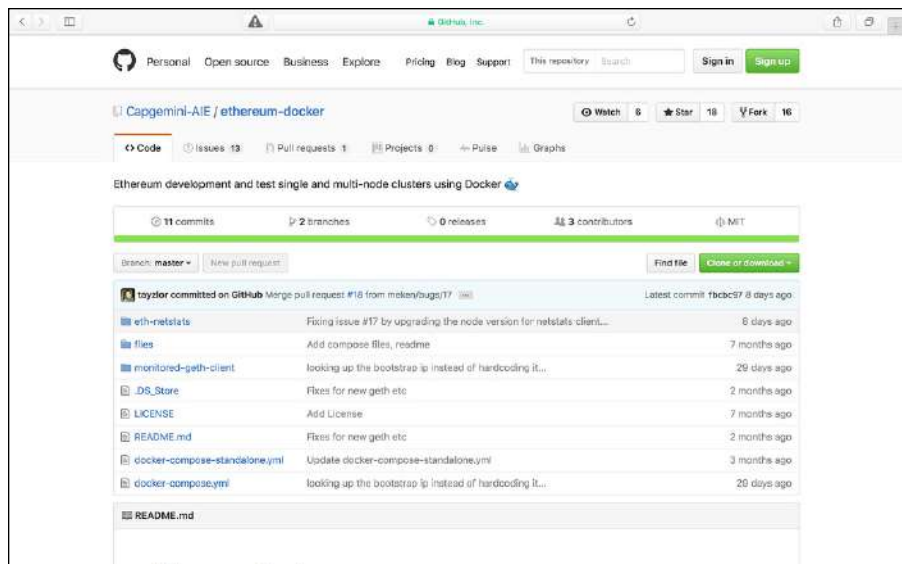 GitHub, Inc.
Personal Open source Business Explore Pricing Blog Support This repository Search Sign in Sign up
Capgemini-AIE / ethereum-docker Watch 6 Star 18 Fork 16
<> Code Issues 13 Pull requests 1 Projects 0 Pulse Graphs
Ethereum development and test single and multi-node clusters using Docker
11 commits 2 branches 0 releases 3 contributors MIT
Branch: master New pull request Find file Clone or download
tayzlor committed on GitHub Merge pull request #18 from meken/bugs/17 ... Latest commit fbcbc97 8 days ago
eth-netstats Fixing issue #17 by upgrading the node version for netstats client... 8 days ago
files Add compose files, readme 7 months ago
monitored-geth-client looking up the bootstrap ip instead of hardcoding it... 29 days ago
.DS_Store Fixes for new geth etc 2 months ago
LICENSE Add License 7 months ago
README.md Fixes for new geth etc 2 months ago
docker-compose-standalone.yml Update docker-compose-standalone.yml 3 months ago
docker-compose.yml looking up the bootstrap ip instead of hardcoding it... 29 days ago
README.md